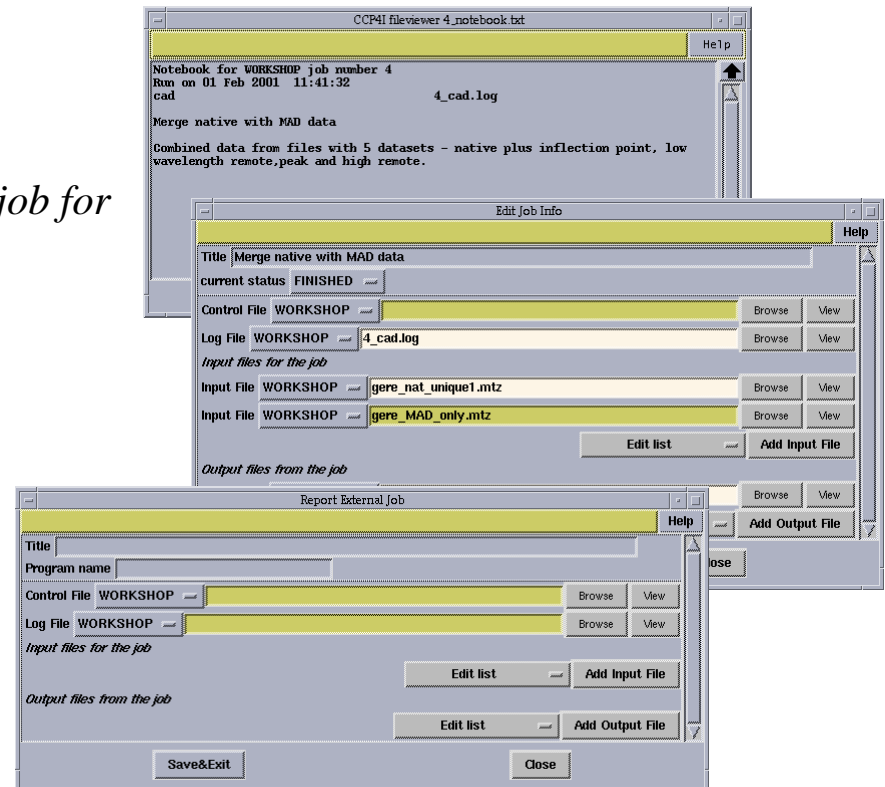 CCP4I fileviewer 4_notebook.txt
Help
Notebook for WORKSHOP job number 4
Run on 01 Feb 2001 11:41:32
cad 4_cad.log
Merge native with MAD data
Combined data from files with 5 datasets - native plus inflection point, low
wavelength remote,peak and high remote.
job for
Edit Job Info
Help
Title Merge native with MAD data
current status FINISHED
Control File WORKSHOP Browse View
Log File WORKSHOP 4_cad.log Browse View
Input files for the job
Input File WORKSHOP gere_nat_unique1.mtz Browse View
Input File WORKSHOP gere_MAD_only.mtz Browse View
Edit list Add Input File
Output files from the job
Browse View
Add Output File
lose
Report External Job
Help
Title
Program name
Control File WORKSHOP Browse View
Log File WORKSHOP Browse View
Input files for the job
Edit list Add Input File
Output files from the job
Edit list Add Output File
Save&Exit Close